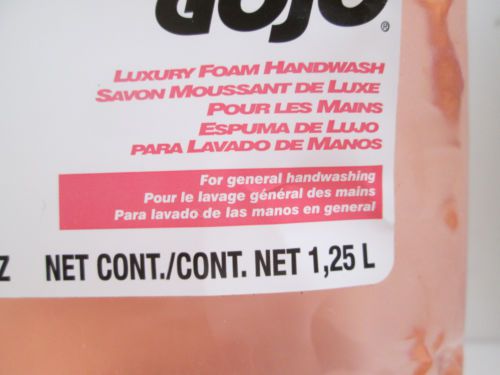 GOJO®
LUXURY FOAM HANDWASH
SAVON MOUSSANT DE LUXE
POUR LES MAINS
ESPUMA DE LUJO
PARA LAVADO DE MANOS
For general handwashing
Pour le lavage général des mains
Para lavado de las manos en general
Z NET CONT./CONT. NET 1,25 L